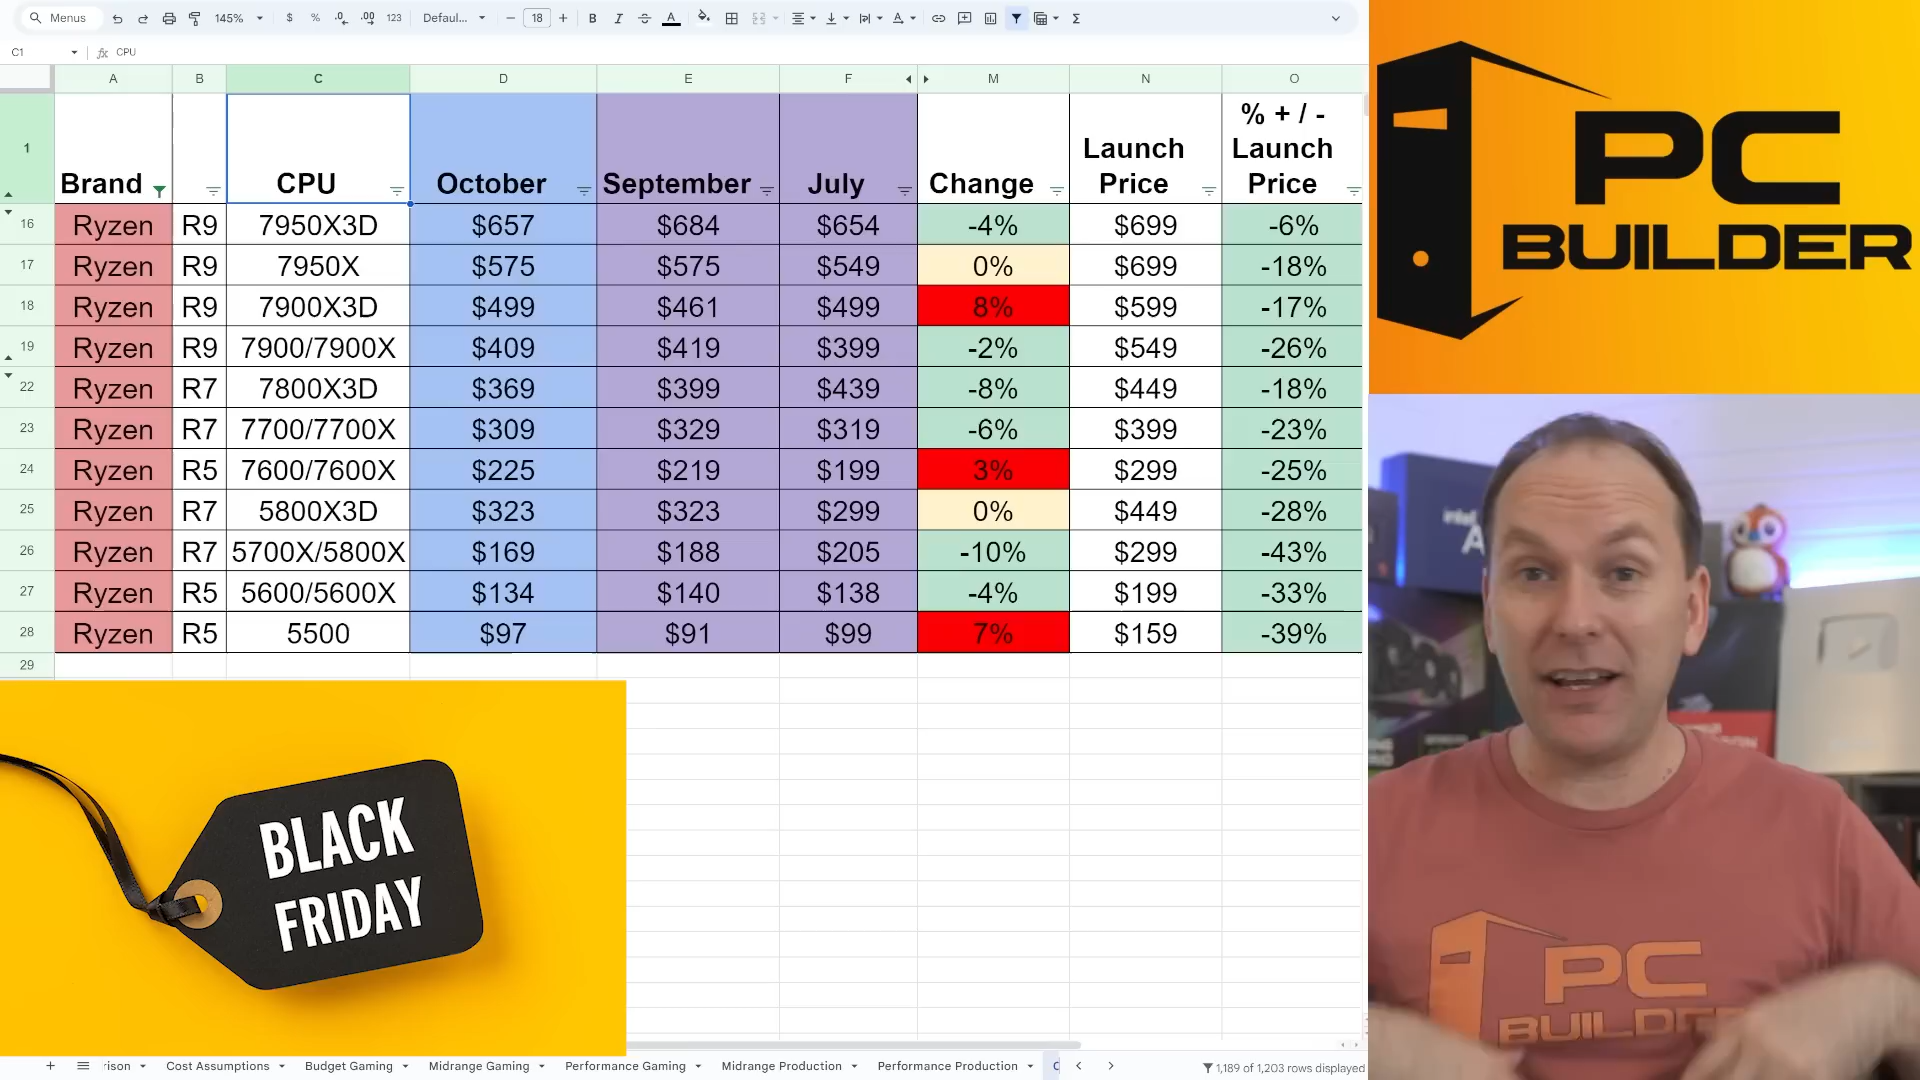 Menus 145% $ % .0 .00 123 Defaul... 18 B I A Σ
C1 fx CPU
A B C D E F M N O
1 Brand CPU October September July Change Launch Price % + / - Launch Price
16 Ryzen R9 7950X3D $657 $684 $654 -4% $699 -6%
17 Ryzen R9 7950X $575 $575 $549 0% $699 -18%
18 Ryzen R9 7900X3D $499 $461 $499 8% $599 -17%
19 Ryzen R9 7900/7900X $409 $419 $399 -2% $549 -26%
22 Ryzen R7 7800X3D $369 $399 $439 -8% $449 -18%
23 Ryzen R7 7700/7700X $309 $329 $319 -6% $399 -23%
24 Ryzen R5 7600/7600X $225 $219 $199 3% $299 -25%
25 Ryzen R7 5800X3D $323 $323 $299 0% $449 -28%
26 Ryzen R7 5700X/5800X $169 $188 $205 -10% $299 -43%
27 Ryzen R5 5600/5600X $134 $140 $138 -4% $199 -33%
28 Ryzen R5 5500 $97 $91 $99 7% $159 -39%
29
BLACK
FRIDAY
rison Cost Assumptions Budget Gaming Midrange Gaming Performance Gaming Midrange Production Performance Production C 1,189 of 1,203 rows displayed
PC
BUILDER
intel
PC
BUILDER